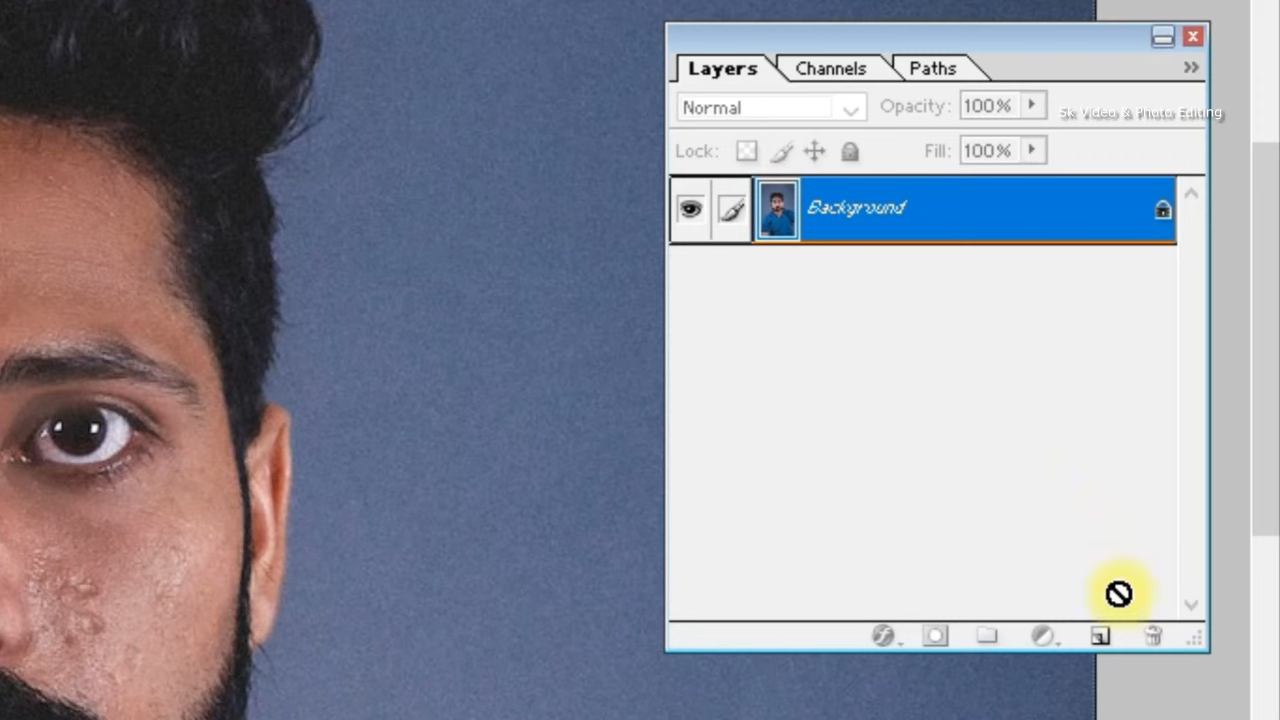 Layers Channels Paths
Normal Opacity: 100%
Sk Video & Photo Editing
Lock: Fill: 100%
Background